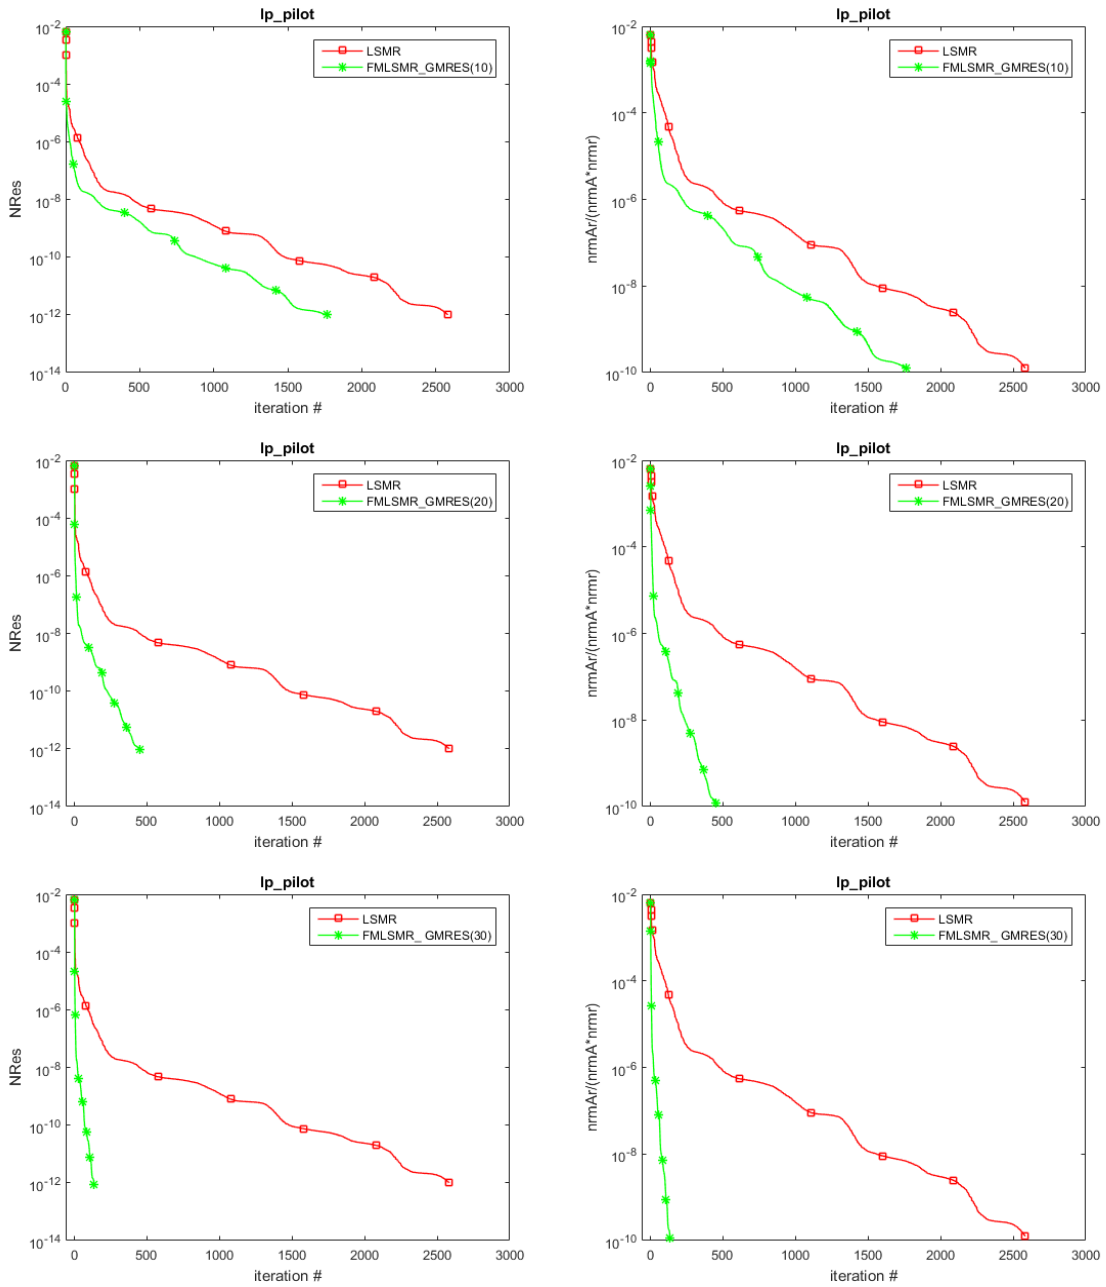 lp_pilot
10^-2
10^-4
10^-6
10^-8
10^-10
10^-12
10^-14
NRes
LSMR
FMLSMR_GMRES(10)
0 500 1000 1500 2000 2500 3000
iteration #
lp_pilot
10^-2
10^-4
10^-6
10^-8
10^-10
nrmAr/(nrmA*nrmr)
LSMR
FMLSMR_GMRES(10)
0 500 1000 1500 2000 2500 3000
iteration #
lp_pilot
10^-2
10^-4
10^-6
10^-8
10^-10
10^-12
10^-14
NRes
LSMR
FMLSMR_GMRES(20)
0 500 1000 1500 2000 2500 3000
iteration #
lp_pilot
10^-2
10^-4
10^-6
10^-8
10^-10
nrmAr/(nrmA*nrmr)
LSMR
FMLSMR_GMRES(20)
0 500 1000 1500 2000 2500 3000
iteration #
lp_pilot
10^-2
10^-4
10^-6
10^-8
10^-10
10^-12
10^-14
NRes
LSMR
FMLSMR_ GMRES(30)
0 500 1000 1500 2000 2500 3000
iteration #
lp_pilot
10^-2
10^-4
10^-6
10^-8
10^-10
nrmAr/(nrmA*nrmr)
LSMR
FMLSMR_ GMRES(30)
0 500 1000 1500 2000 2500 3000
iteration #